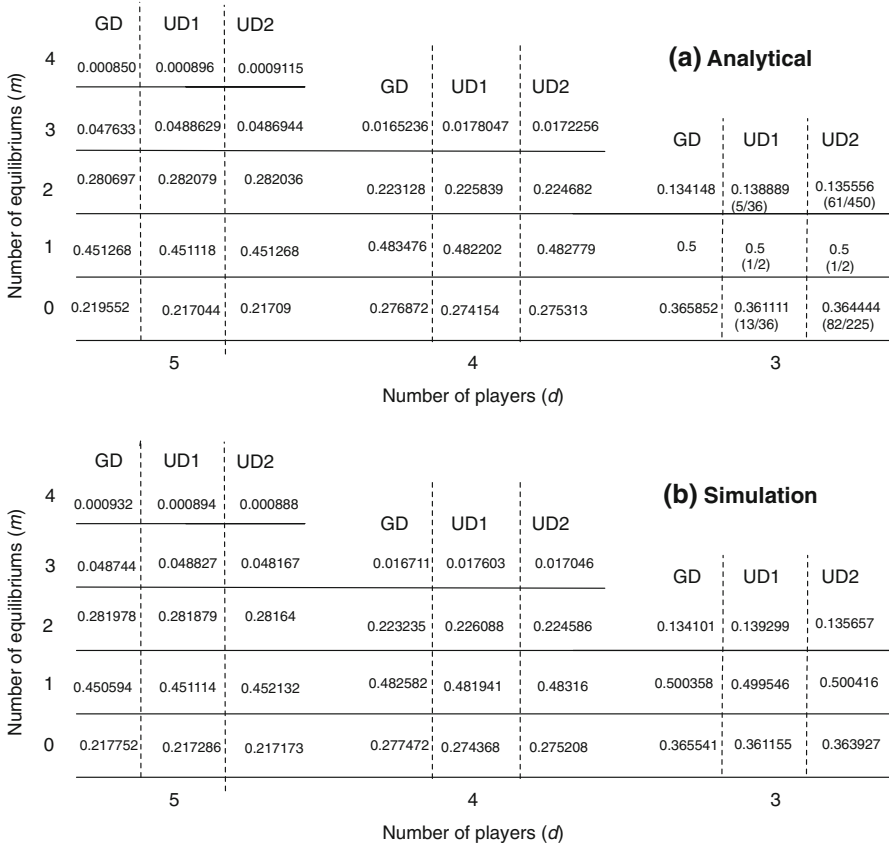 GD UD1 UD2
4 0.000850 0.000896 0.0009115
(a) Analytical
GD UD1 UD2
3 0.047633 0.0488629 0.0486944 0.0165236 0.0178047 0.0172256
GD UD1 UD2
2 0.280697 0.282079 0.282036 0.223128 0.225839 0.224682 0.134148 0.138889 0.135556
(5/36) (61/450)
1 0.451268 0.451118 0.451268 0.483476 0.482202 0.482779 0.5 0.5 0.5
(1/2) (1/2)
0 0.219552 0.217044 0.21709 0.276872 0.274154 0.275313 0.365852 0.361111 0.364444
(13/36) (82/225)
5 4 3
Number of players (d)
Number of equilibriums (m)
GD UD1 UD2
4 0.000932 0.000894 0.000888
(b) Simulation
GD UD1 UD2
3 0.048744 0.048827 0.048167 0.016711 0.017603 0.017046
GD UD1 UD2
2 0.281978 0.281879 0.28164 0.223235 0.226088 0.224586 0.134101 0.139299 0.135657
1 0.450594 0.451114 0.452132 0.482582 0.481941 0.48316 0.500358 0.499546 0.500416
0 0.217752 0.217286 0.217173 0.277472 0.274368 0.275208 0.365541 0.361155 0.363927
5 4 3
Number of players (d)
Number of equilibriums (m)